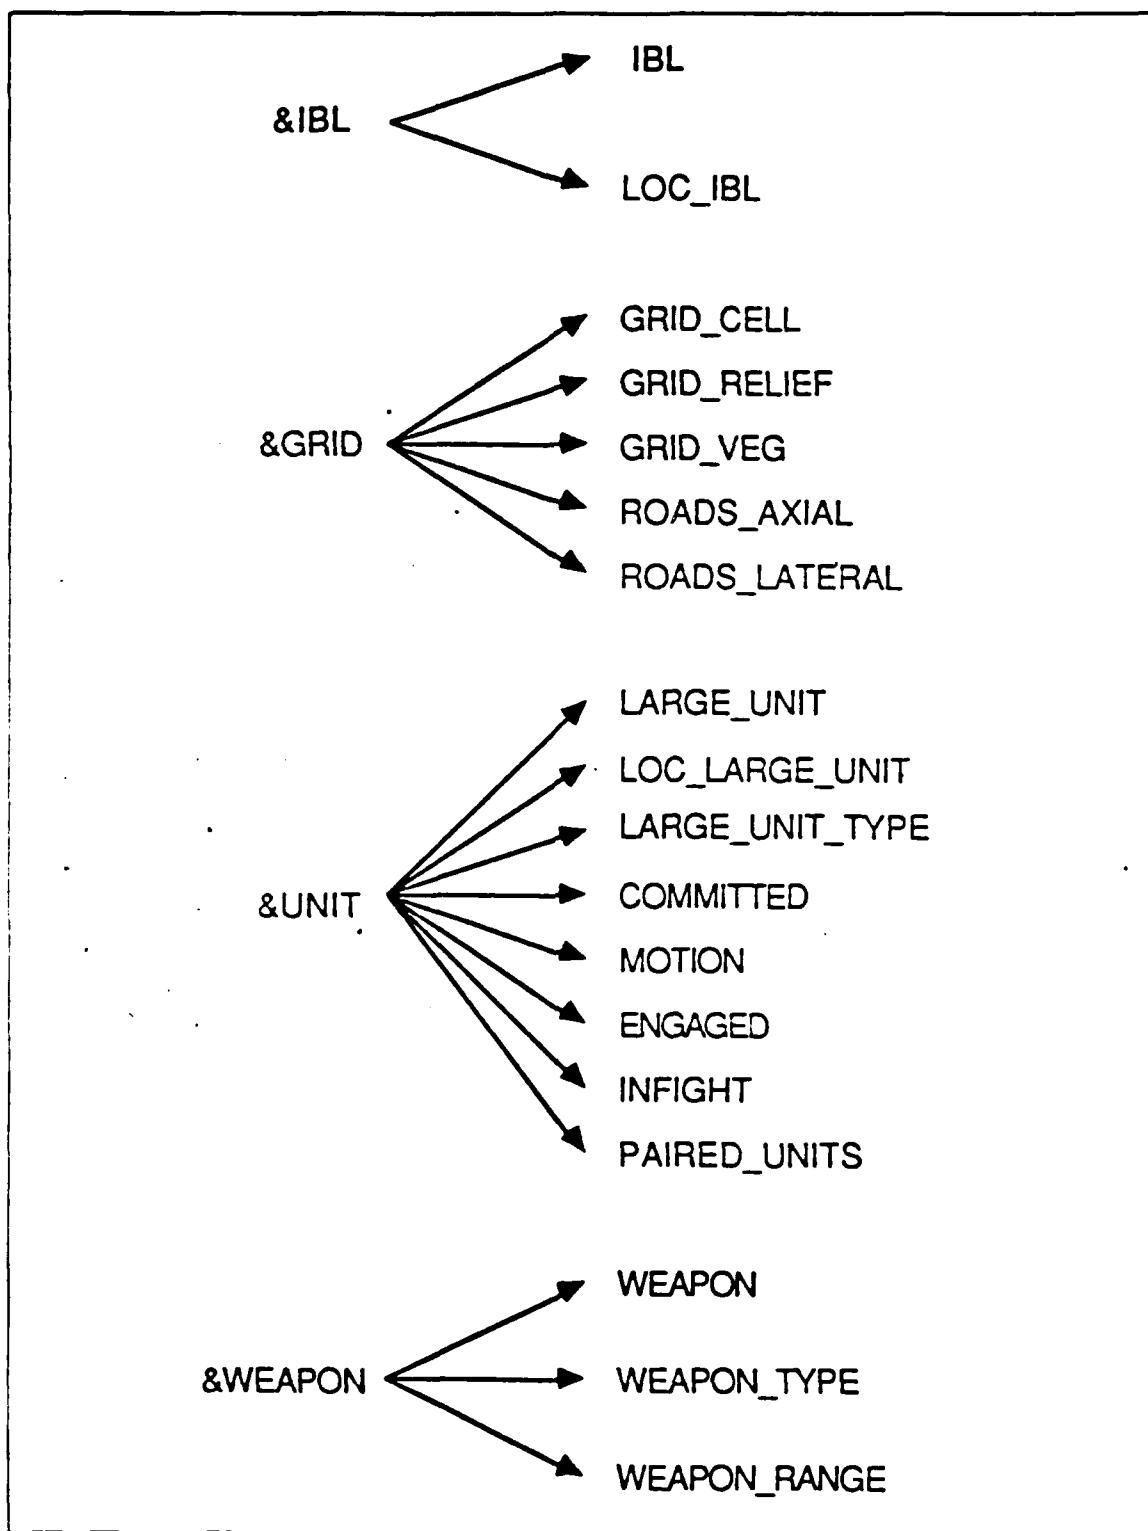 IBL
&IBL
LOC_IBL
GRID_CELL
GRID_RELIEF
&GRID
GRID_VEG
ROADS_AXIAL
ROADS_LATERAL
LARGE_UNIT
LOC_LARGE_UNIT
LARGE_UNIT_TYPE
&UNIT
COMMITTED
MOTION
ENGAGED
INFIGHT
PAIRED_UNITS
WEAPON
&WEAPON
WEAPON_TYPE
WEAPON_RANGE